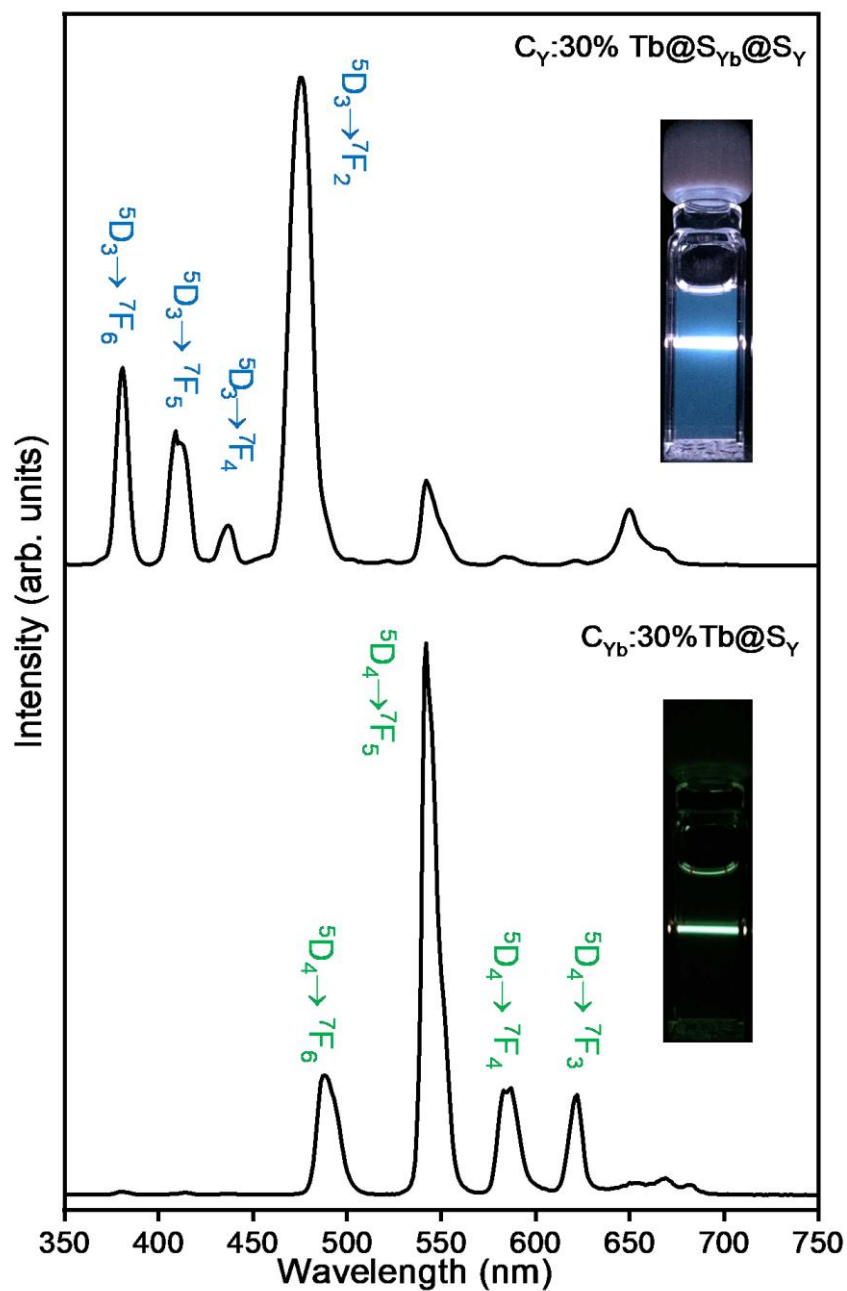 C_Y:30% Tb@S_Yb@S_Y
⁵D₃→⁷F₂
⁵D₃→⁷F₆
⁵D₃→⁷F₅
⁵D₃→⁷F₄
Intensity (arb. units)
C_Yb:30%Tb@S_Y
⁵D₄→⁷F₅
⁵D₄→⁷F₆
⁵D₄→⁷F₄
⁵D₄→⁷F₃
350 400 450 500 550 600 650 700 750
Wavelength (nm)